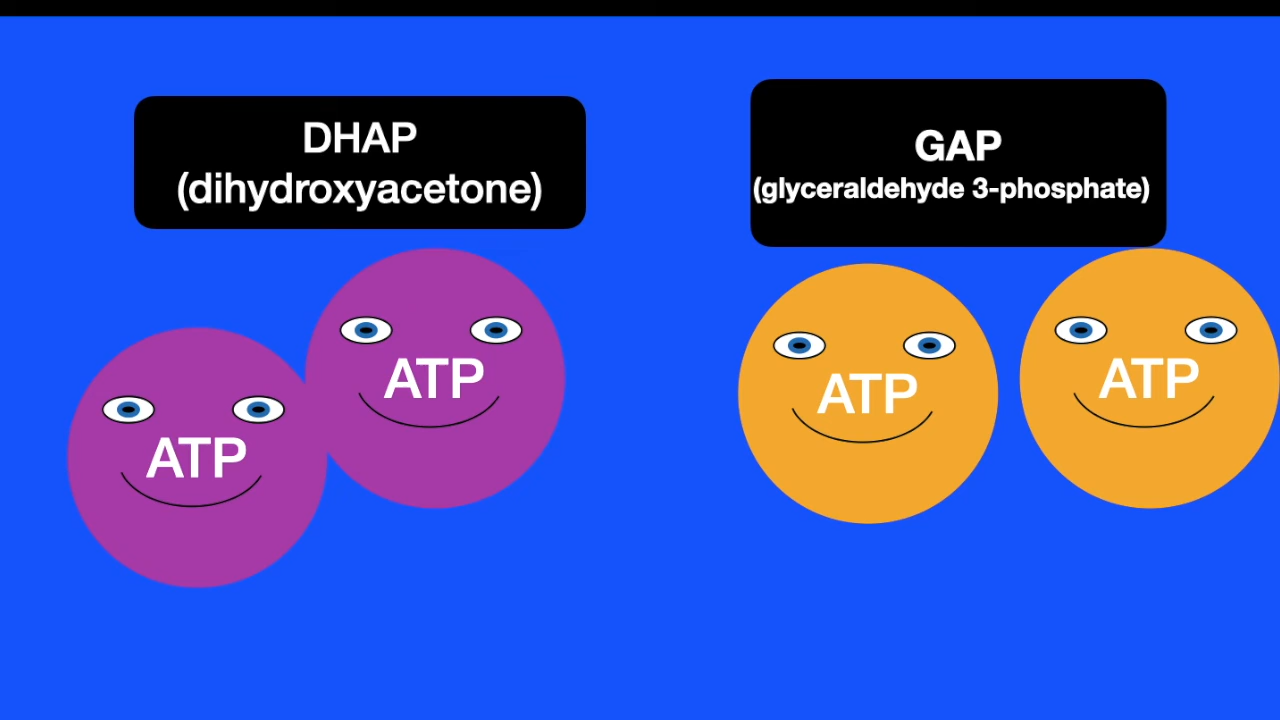 DHAP
(dihydroxyacetone)
GAP
(glyceraldehyde 3-phosphate)
ATP
ATP
ATP
ATP